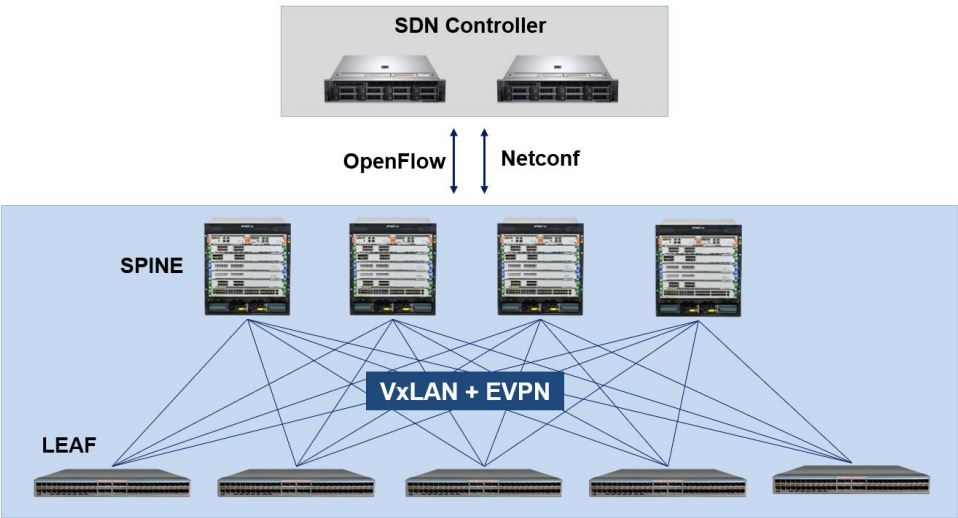 SDN Controller
OpenFlow
Netconf
SPINE
VxLAN + EVPN
LEAF